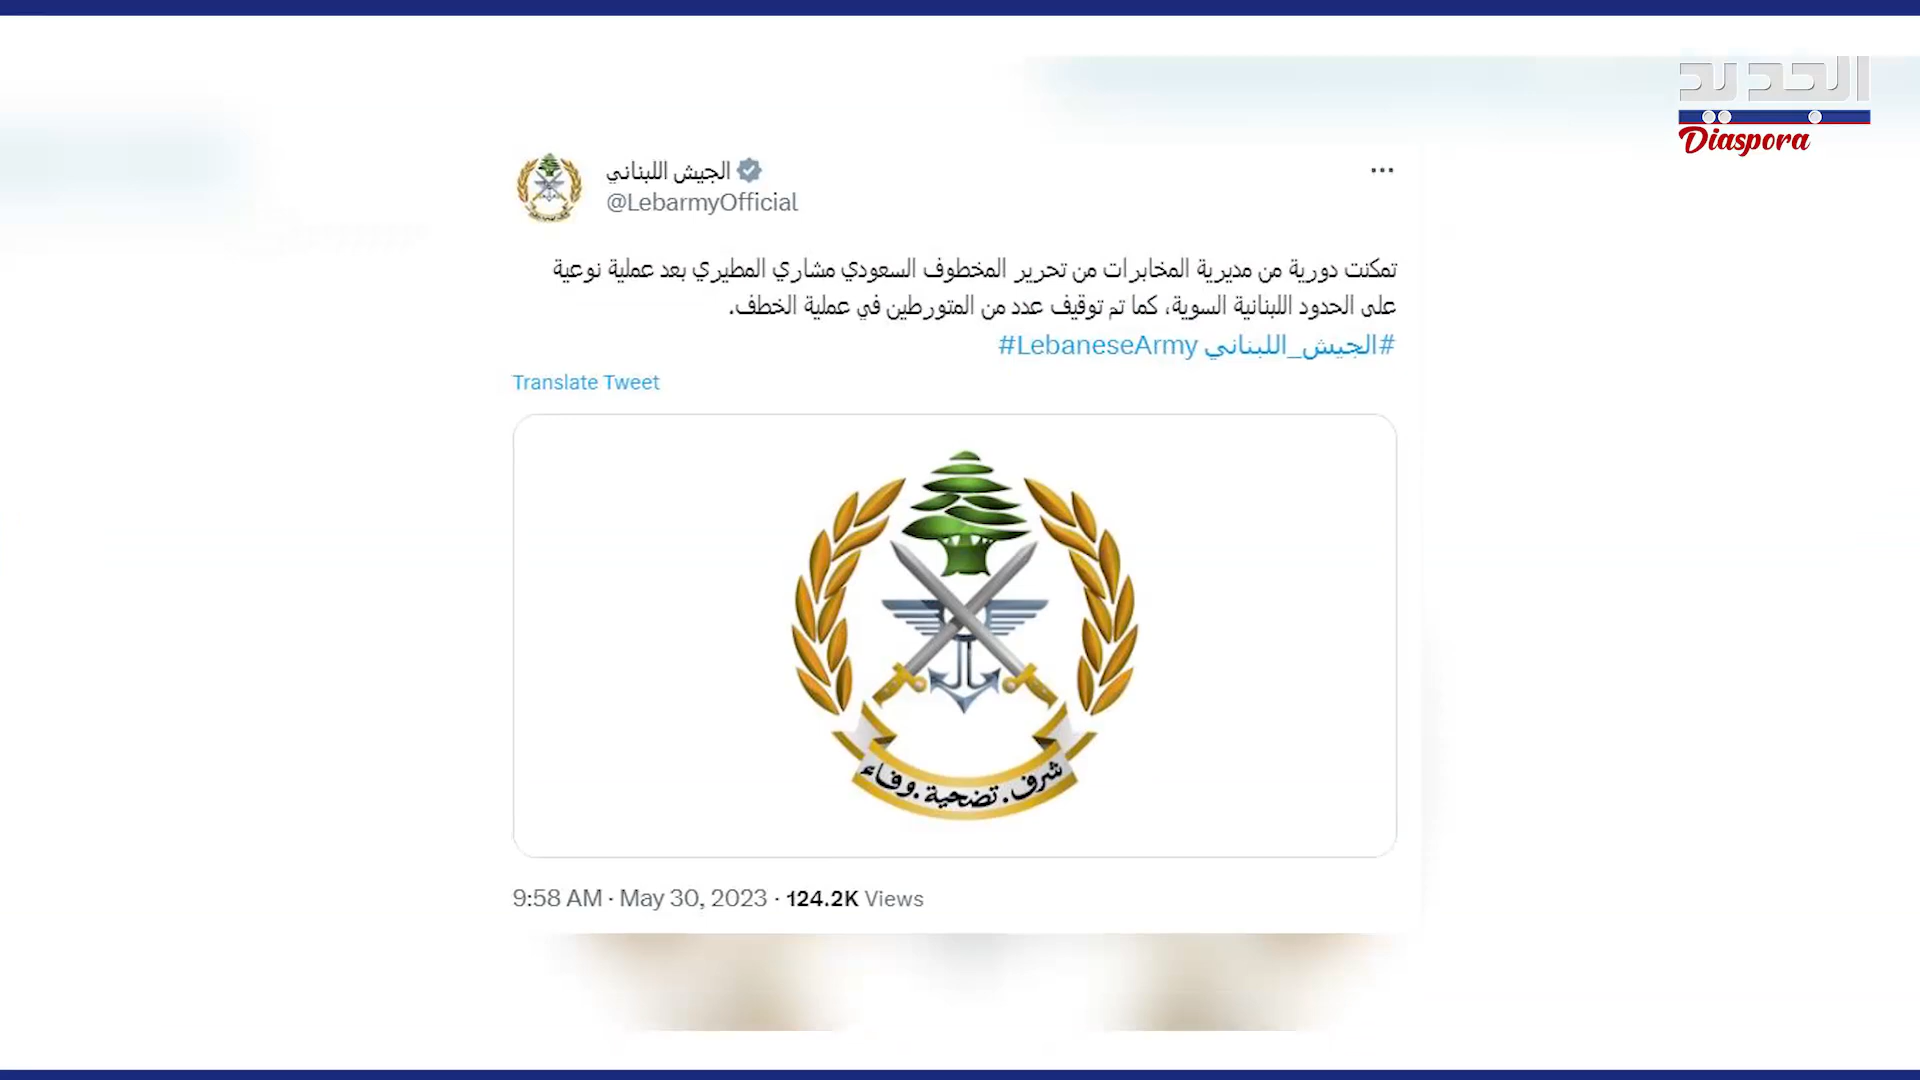 الجديد
Diaspora
الجيش اللبناني
@LebarmyOfficial
تمكنت دورية من مديرية المخابرات من تحرير المخطوف السعودي مشاري المطيري بعد عملية نوعية
على الحدود اللبنانية السوية، كما تم توقيف عدد من المتورطين في عملية الخطف.
#الجيش_اللبناني #LebaneseArmy
Translate Tweet
شرف. تضحية. وفاء
9:58 AM · May 30, 2023 · 124.2K Views